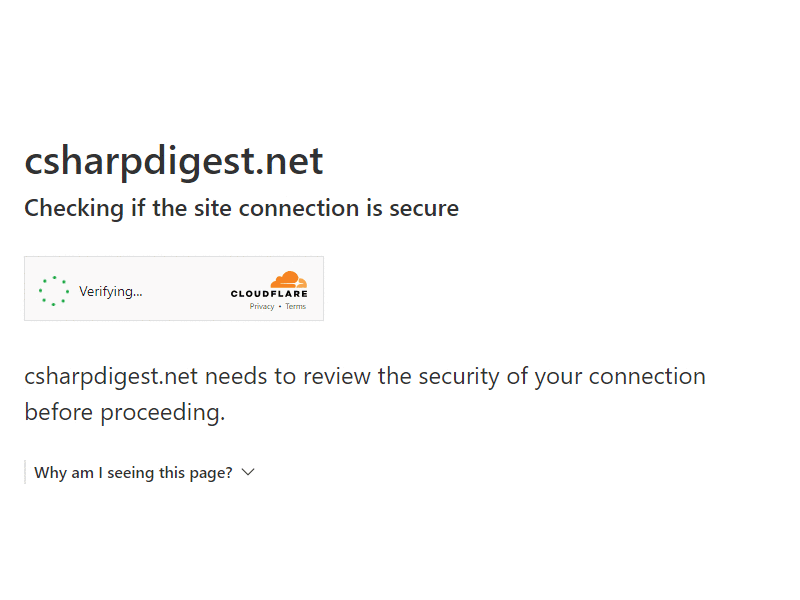 csharpdigest.net
Checking if the site connection is secure
Verifying...
CLOUDFLARE
Privacy • Terms
csharpdigest.net needs to review the security of your connection
before proceeding.
Why am I seeing this page?